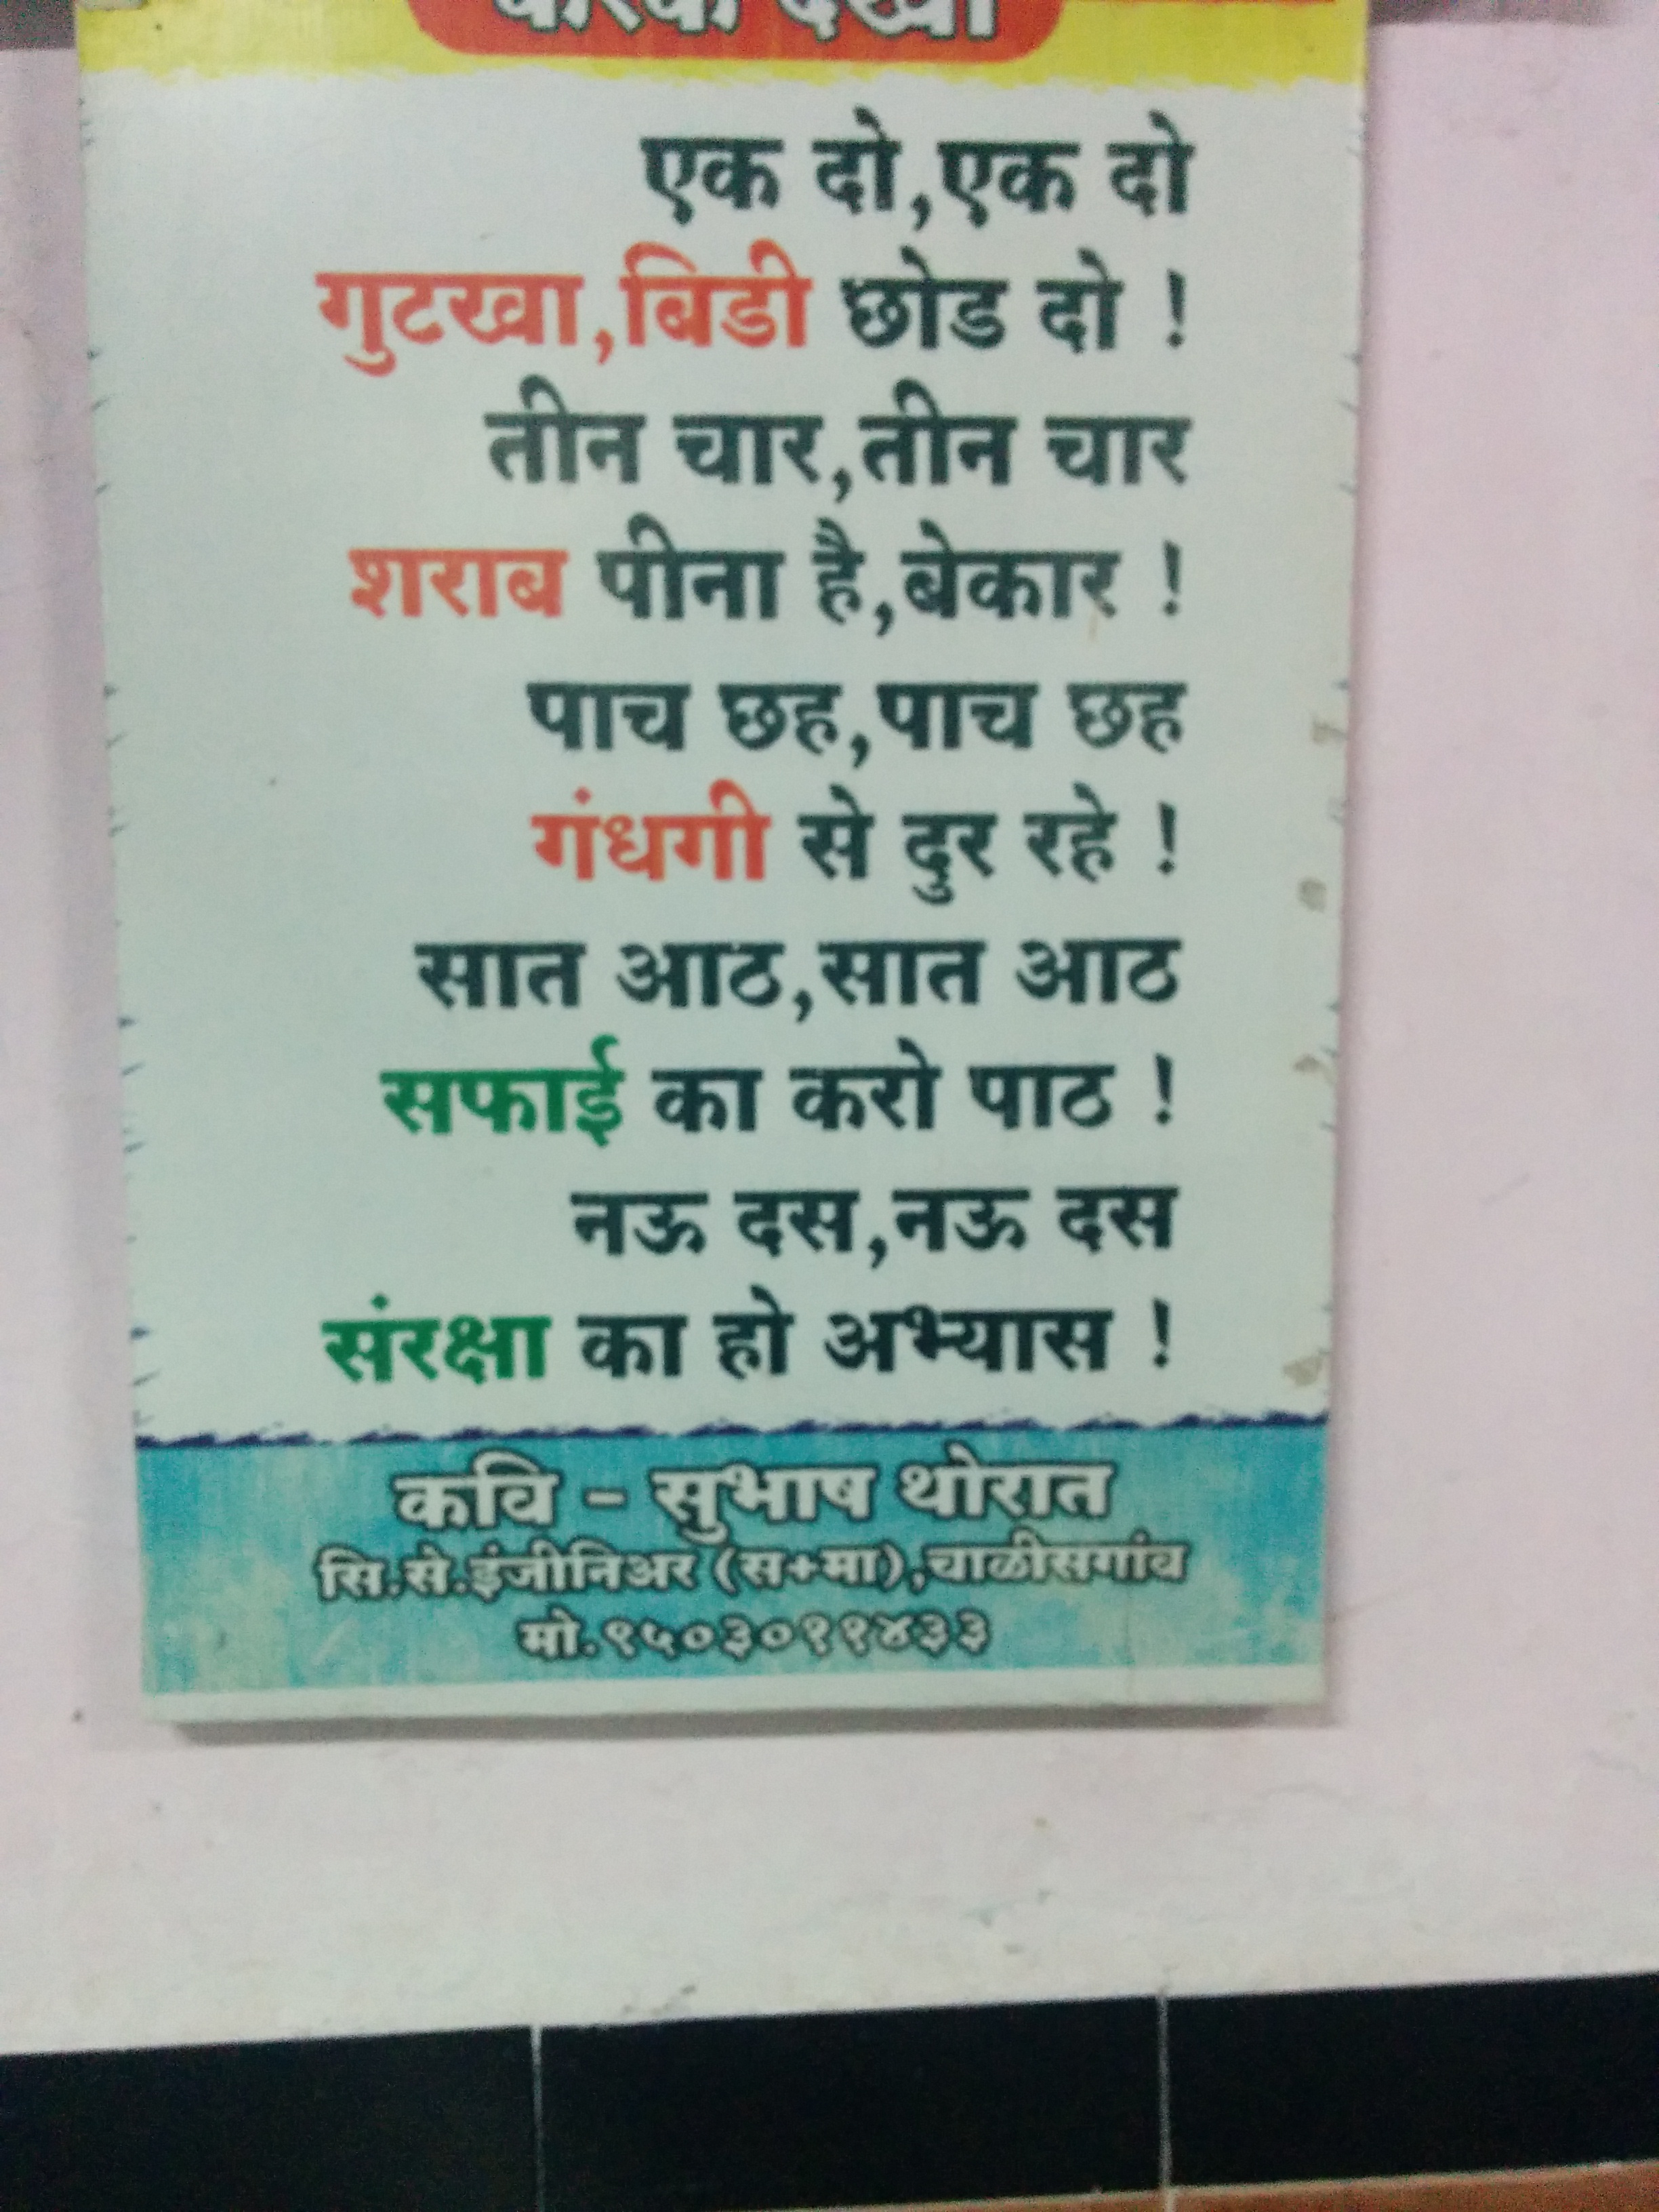 करके देखो
एक दो,एक दो
गुटखा,बिडी छोड दो !
तीन चार,तीन चार
शराब पीना है,बेकार !
पाच छह,पाच छह
गंधगी से दुर रहे !
सात आठ,सात आठ
सफाई का करो पाठ !
नऊ दस,नऊ दस
संरक्षा का हो अभ्यास !
कवि - सुभाष थोरात
सि.से.इंजीनिअर (स+मा),चाळीसगांव
मो.९५०३०११४३३